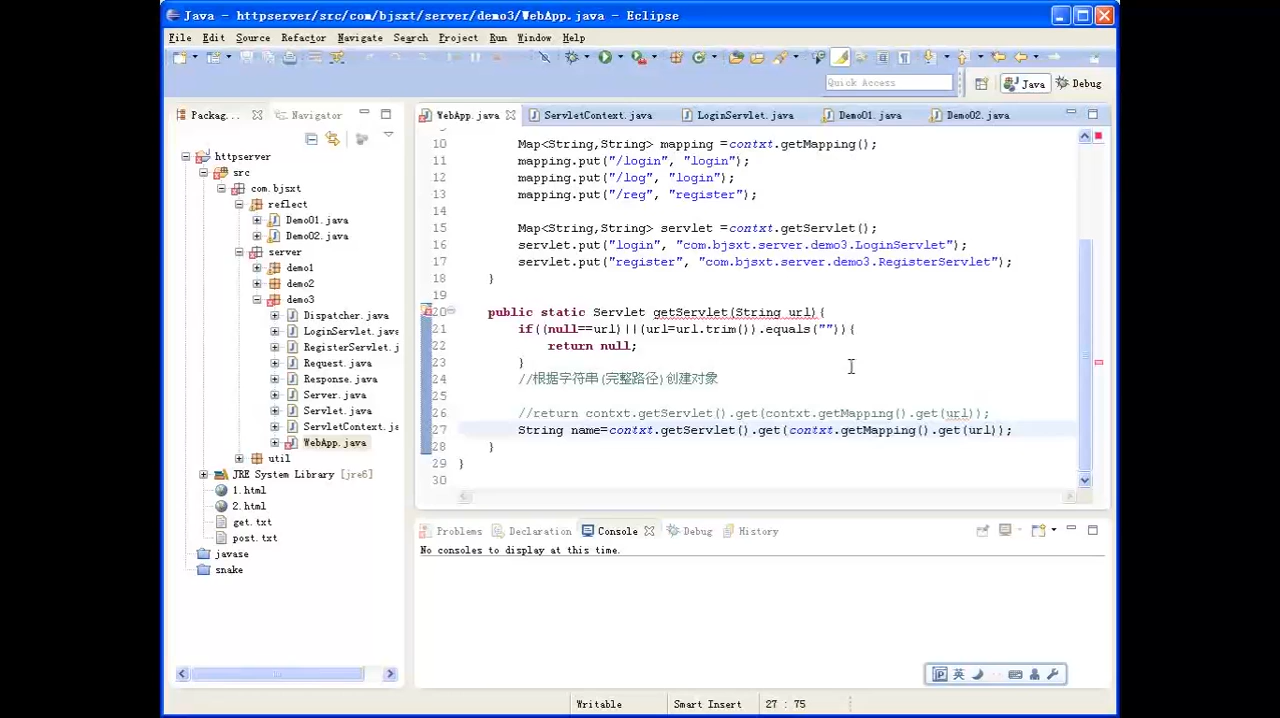 Java - httpserver/src/com/bjsxt/server/demo3/WebApp.java - Eclipse
File Edit Source Refactor Navigate Search Project Run Window Help
Quick Access
Java
Debug
Packag...
Navigator
WebApp.java
ServletContext.java
LoginServlet.java
Demo01.java
Demo02.java
httpserver
src
com.bjsxt
reflect
Demo01.java
Demo02.java
server
demo1
demo2
demo3
Dispatcher.java
LoginServlet.java
RegisterServlet.j
Request.java
Response.java
Server.java
Servlet.java
ServletContext.ja
WebApp.java
util
JRE System Library [jre6]
1.html
2.html
get.txt
post.txt
javase
snake
10 Map<String,String> mapping =contxt.getMapping();
11 mapping.put("/login", "login");
12 mapping.put("/log", "login");
13 mapping.put("/reg", "register");
14
15 Map<String,String> servlet =contxt.getServlet();
16 servlet.put("login", "com.bjsxt.server.demo3.LoginServlet");
17 servlet.put("register", "com.bjsxt.server.demo3.RegisterServlet");
18 }
19
20 public static Servlet getServlet(String url){
21 if((null==url)||(url=url.trim()).equals("")){
22 return null;
23 }
24 //根据字符串(完整路径)创建对象
25
26 //return contxt.getServlet().get(contxt.getMapping().get(url));
27 String name=contxt.getServlet().get(contxt.getMapping().get(url));
28 }
29 }
30
Problems
Declaration
Console
Debug
History
No consoles to display at this time.
英
Writable
Smart Insert
27 : 75